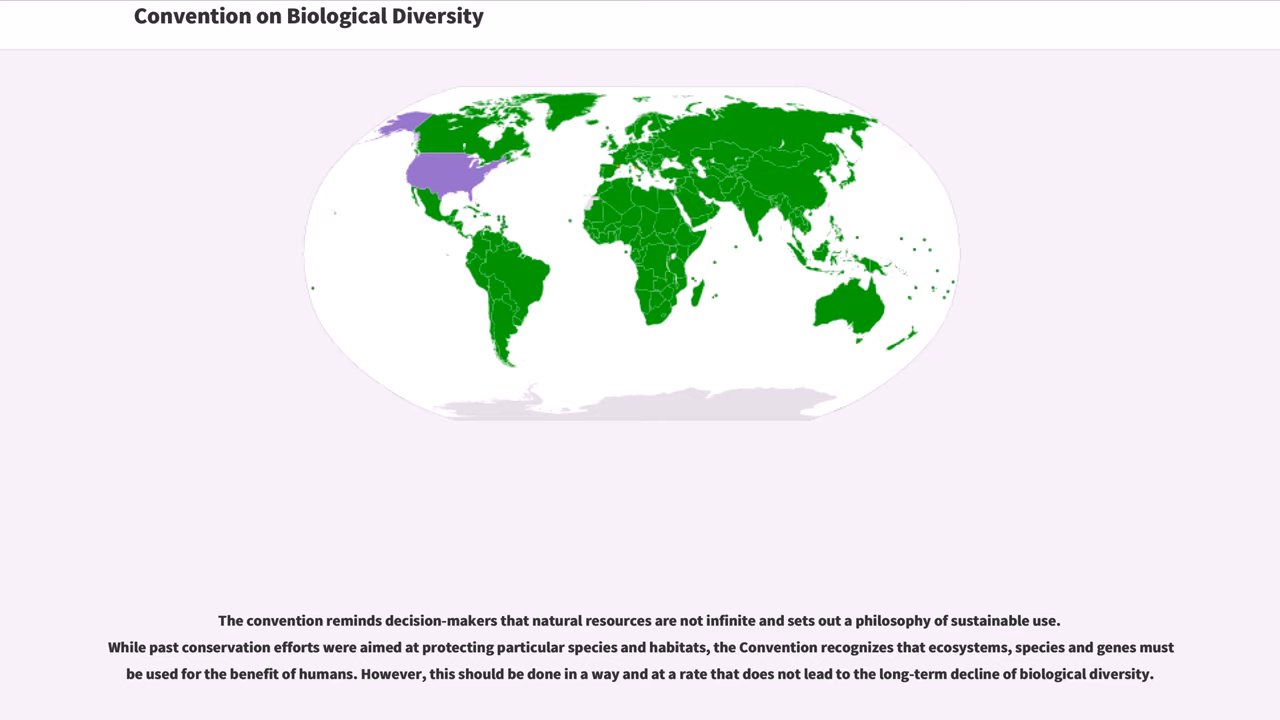 Convention on Biological Diversity
The convention reminds decision-makers that natural resources are not infinite and sets out a philosophy of sustainable use.
While past conservation efforts were aimed at protecting particular species and habitats, the Convention recognizes that ecosystems, species and genes must
be used for the benefit of humans. However, this should be done in a way and at a rate that does not lead to the long-term decline of biological diversity.